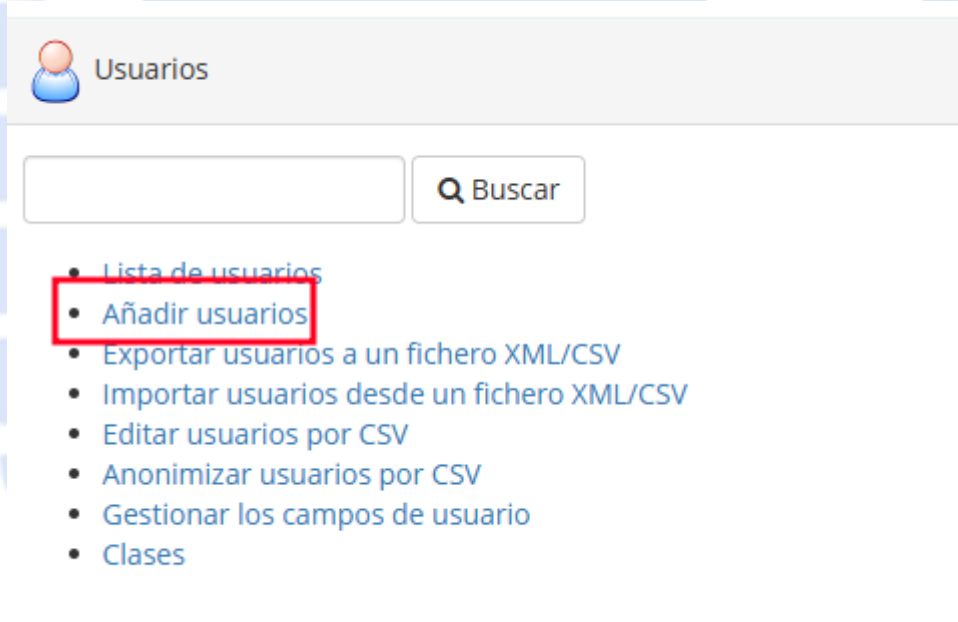 Usuarios
Buscar
Lista de usuarios
Añadir usuarios
Exportar usuarios a un fichero XML/CSV
Importar usuarios desde un fichero XML/CSV
Editar usuarios por CSV
Anonimizar usuarios por CSV
Gestionar los campos de usuario
Clases